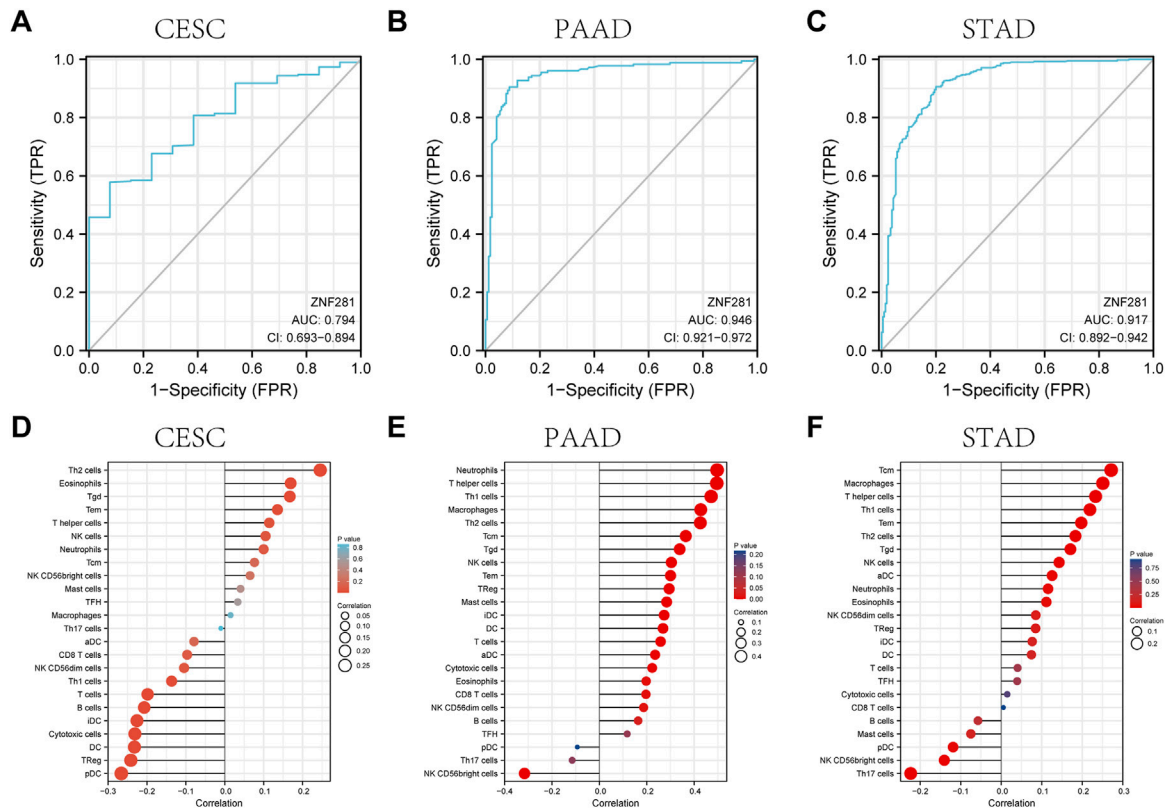 A
CESC
Sensitivity (TPR)
1.0
0.8
0.6
0.4
0.2
0.0
ZNF281
AUC: 0.794
CI: 0.693−0.894
0.0 0.2 0.4 0.6 0.8 1.0
1−Specificity (FPR)
B
PAAD
Sensitivity (TPR)
1.0
0.8
0.6
0.4
0.2
0.0
ZNF281
AUC: 0.946
CI: 0.921−0.972
0.0 0.2 0.4 0.6 0.8 1.0
1−Specificity (FPR)
C
STAD
Sensitivity (TPR)
1.0
0.8
0.6
0.4
0.2
0.0
ZNF281
AUC: 0.917
CI: 0.892−0.942
0.0 0.2 0.4 0.6 0.8 1.0
1−Specificity (FPR)
D
CESC
Th2 cells
Eosinophils
Tgd
Tem
T helper cells
NK cells
Neutrophils
Tcm
NK CD56bright cells
Mast cells
TFH
Macrophages
Th17 cells
aDC
CD8 T cells
NK CD56dim cells
Th1 cells
T cells
B cells
iDC
Cytotoxic cells
DC
TReg
pDC
−0.3 −0.2 −0.1 0.0 0.1 0.2
Correlation
P value
0.8
0.6
0.4
0.2
Correlation
0.05
0.10
0.15
0.20
0.25
E
PAAD
Neutrophils
T helper cells
Th1 cells
Macrophages
Th2 cells
Tcm
Tgd
NK cells
Tem
TReg
Mast cells
iDC
DC
T cells
aDC
Cytotoxic cells
Eosinophils
CD8 T cells
NK CD56dim cells
B cells
TFH
pDC
Th17 cells
NK CD56bright cells
−0.4 −0.2 0.0 0.2 0.4
Correlation
P value
0.20
0.15
0.10
0.05
0.00
Correlation
0.1
0.2
0.3
0.4
F
STAD
Tcm
Macrophages
T helper cells
Th1 cells
Tem
Th2 cells
Tgd
NK cells
aDC
Neutrophils
Eosinophils
NK CD56dim cells
TReg
iDC
DC
T cells
TFH
Cytotoxic cells
CD8 T cells
B cells
Mast cells
pDC
NK CD56bright cells
Th17 cells
−0.2 −0.1 0.0 0.1 0.2 0.3
Correlation
P value
0.75
0.50
0.25
Correlation
0.1
0.2